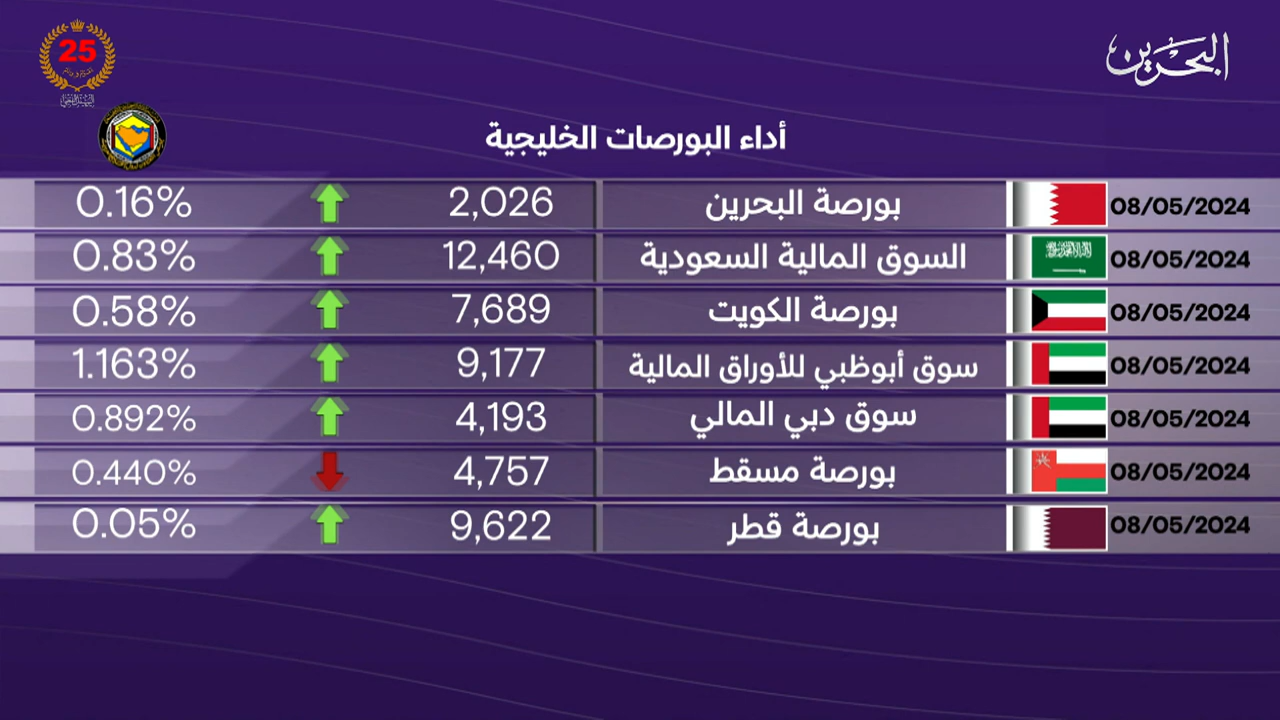 البحرين
25
أداء البورصات الخليجية
08/05/2024 بورصة البحرين 2,026 0.16%
08/05/2024 السوق المالية السعودية 12,460 0.83%
08/05/2024 بورصة الكويت 7,689 0.58%
08/05/2024 سوق أبوظبي للأوراق المالية 9,177 1.163%
08/05/2024 سوق دبي المالي 4,193 0.892%
08/05/2024 بورصة مسقط 4,757 0.440%
08/05/2024 بورصة قطر 9,622 0.05%